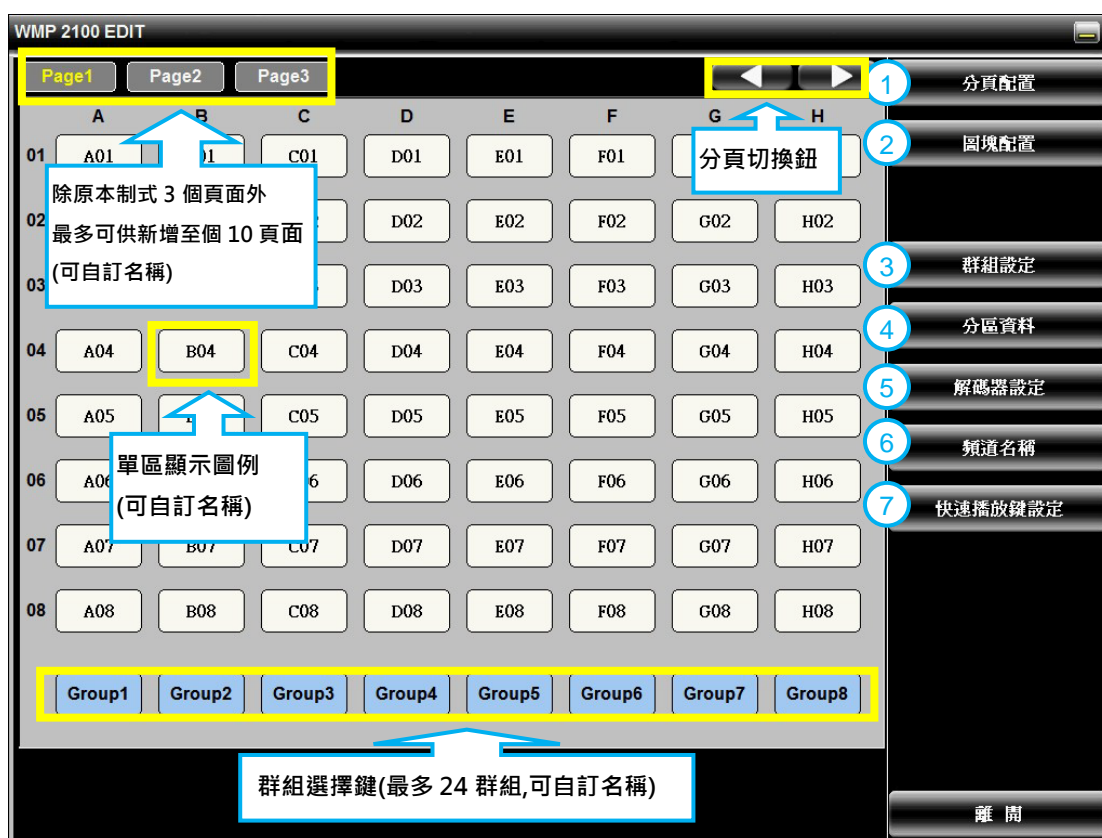 WMP 2100 EDIT
Page1 Page2 Page3
1 分頁配置
A B C D E F G H
2 圖塊配置
01 A01 C01 D01 E01 F01
分頁切換鈕
除原本制式 3 個頁面外
最多可供新增至個 10 頁面
(可自訂名稱)
02 D02 E02 F02 G02 H02
3 群組設定
03 D03 E03 F03 G03 H03
4 分區資料
04 A04 B04 C04 D04 E04 F04 G04 H04
5 解碼器設定
05 A05 C05 D05 E05 F05 G05 H05
6 頻道名稱
單區顯示圖例
(可自訂名稱)
06 A06 D06 E06 F06 G06 H06
7 快速播放鍵設定
07 A07 B07 C07 D07 E07 F07 G07 H07
08 A08 B08 C08 D08 E08 F08 G08 H08
Group1 Group2 Group3 Group4 Group5 Group6 Group7 Group8
群組選擇鍵(最多 24 群組,可自訂名稱)
離 開